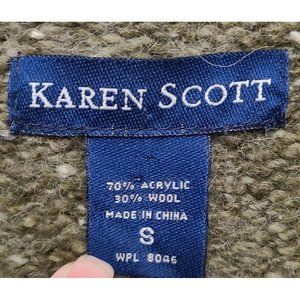 KAREN SCOTT
70% ACRYLIC
30% WOOL
MADE IN CHINA
S
WPL 8046